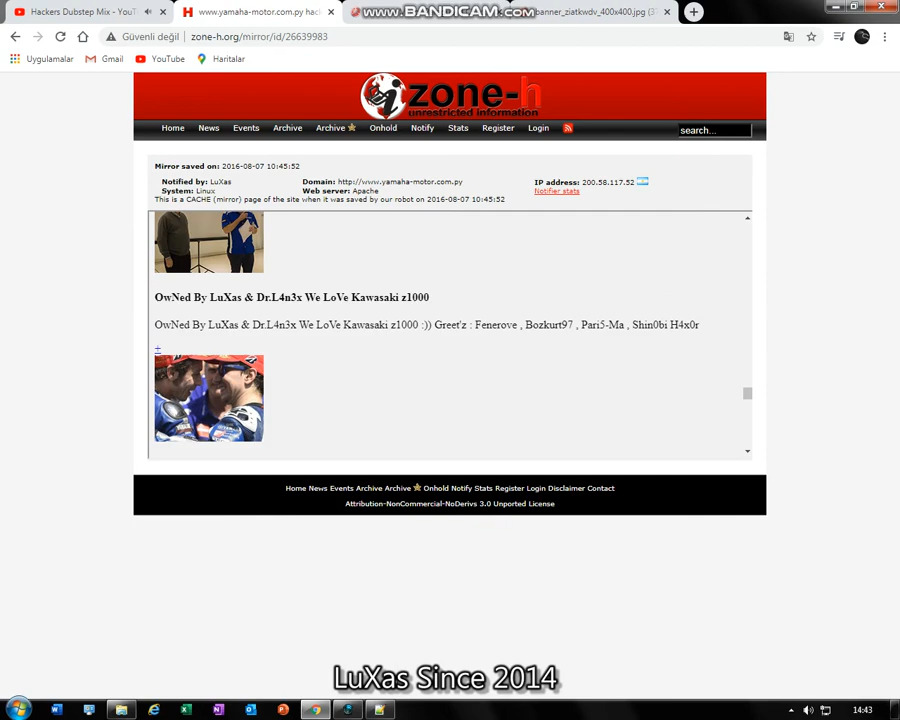 Hackers Dubstep Mix - YouT
www.yamaha-motor.com.py hac
WWW.BANDICAM.COM
banner_ziatkwdv_400x400.jpg (3
Güvenli değil
zone-h.org/mirror/id/26639983
Uygulamalar
Gmail
YouTube
Haritalar
zone-h
unrestricted information
Home News Events Archive Archive Onhold Notify Stats Register Login
search...
Mirror saved on: 2016-08-07 10:45:52
Notified by: LuXas Domain: http://www.yamaha-motor.com.py IP address: 200.58.117.52
System: Linux Web server: Apache Notifier stats
This is a CACHE (mirror) page of the site when it was saved by our robot on 2016-08-07 10:45:52
OwNed By LuXas & Dr.L4n3x We LoVe Kawasaki z1000
OwNed By LuXas & Dr.L4n3x We LoVe Kawasaki z1000 :)) Greet'z : Fenerove , Bozkurt97 , Pari5-Ma , Shin0bi H4x0r
+
Home News Events Archive Archive Onhold Notify Stats Register Login Disclaimer Contact
Attribution-NonCommercial-NoDerivs 3.0 Unported License
LuXas Since 2014
14:43